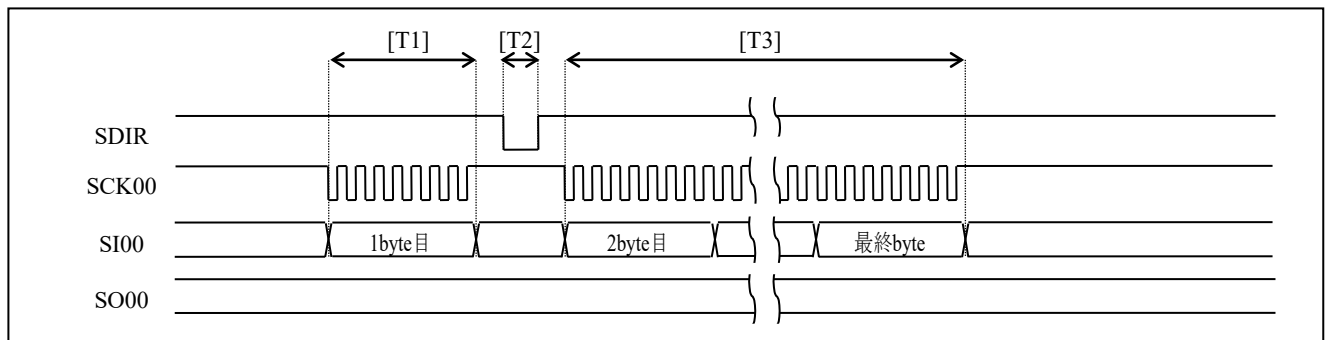 [T1] [T2] [T3]
SDIR
SCK00
SI00 1byte目 2byte目 最終byte
SO00